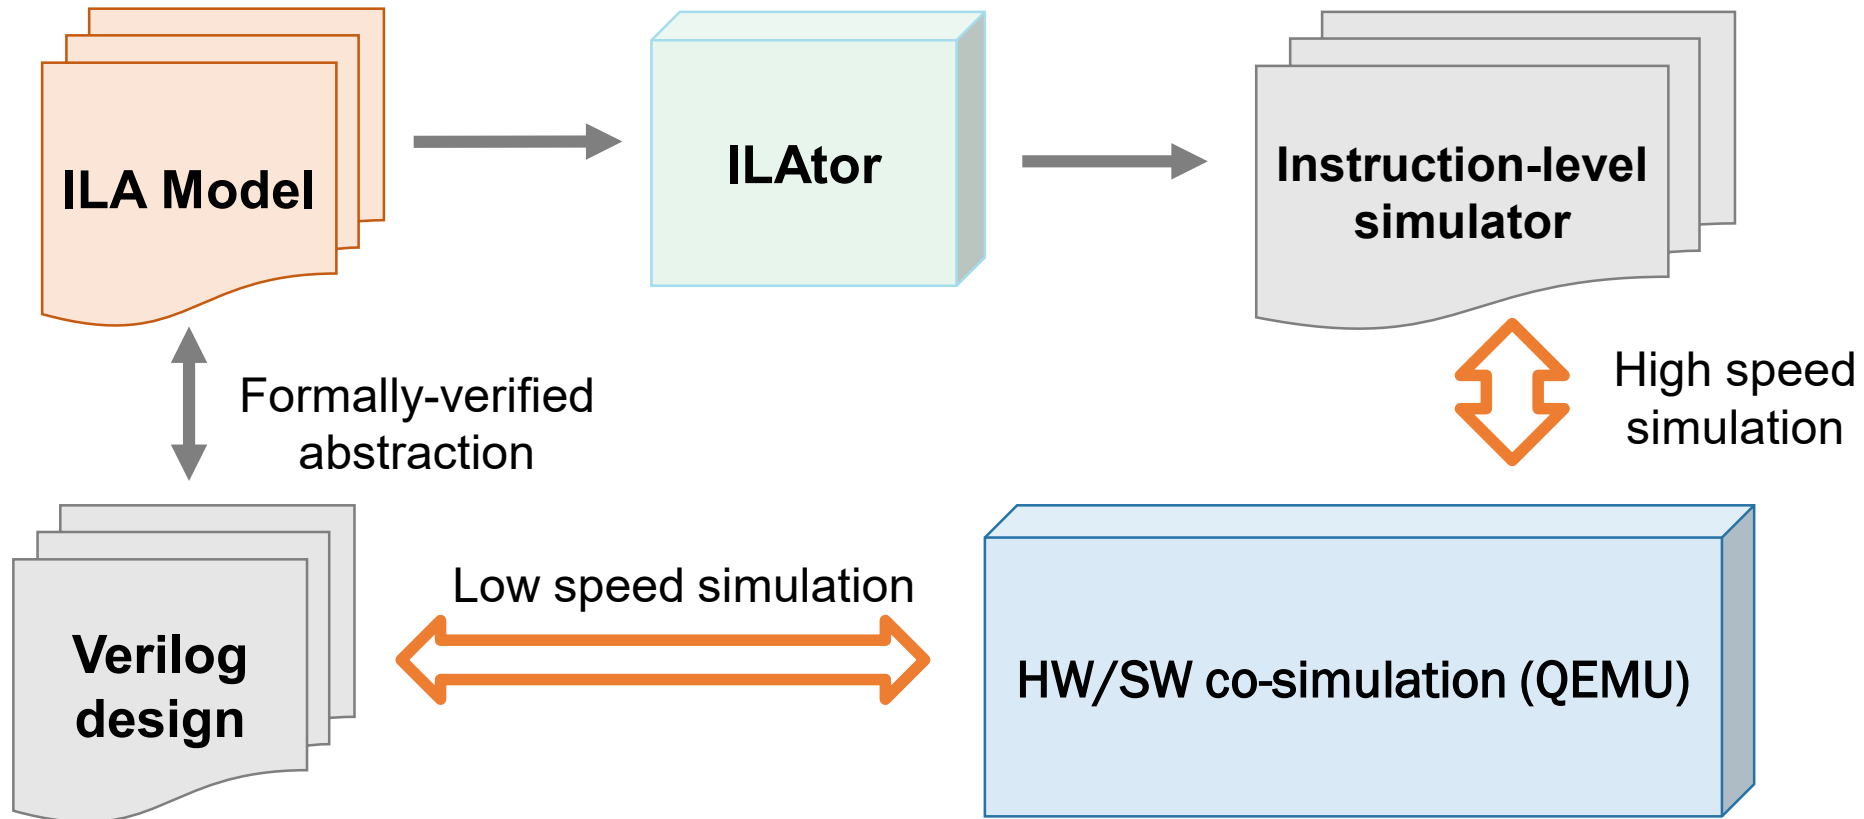 ILA Model
ILAtor
Instruction-level
simulator
Formally-verified
abstraction
High speed
simulation
Low speed simulation
Verilog
design
HW/SW co-simulation (QEMU)